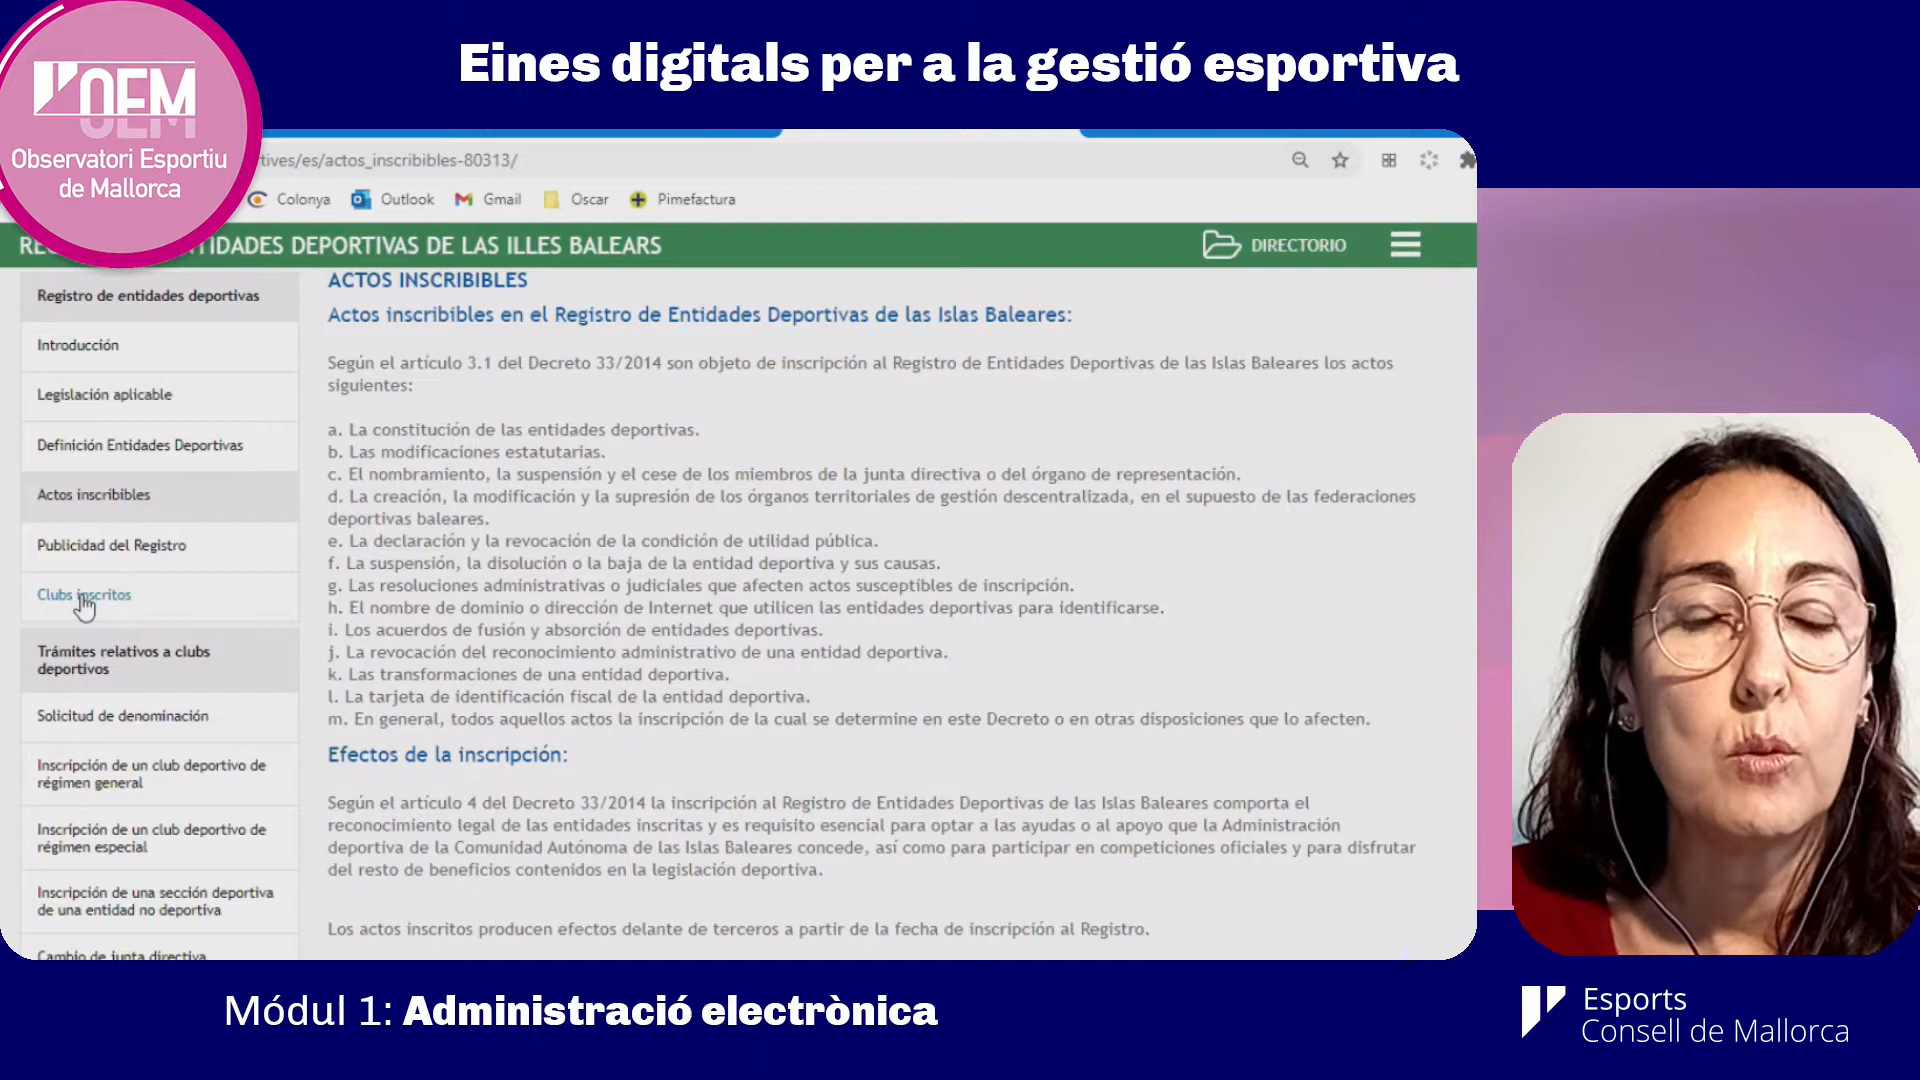 Eines digitals per a la gestió esportiva
OEM
Observatori Esportiu
de Mallorca
tives/es/actos_inscribibles-80313/
Colonya
Outlook
Gmail
Oscar
Pimefactura
TIDADES DEPORTIVAS DE LAS ILLES BALEARS
DIRECTORIO
Registro de entidades deportivas
Introducción
Legislación aplicable
Definición Entidades Deportivas
Actos inscribibles
Publicidad del Registro
Clubs inscritos
Trámites relativos a clubs
deportivos
Solicitud de denominación
Inscripción de un club deportivo de
régimen general
Inscripción de un club deportivo de
régimen especial
Inscripción de una sección deportiva
de una entidad no deportiva
Cambio de junta directiva
ACTOS INSCRIBIBLES
Actos inscribibles en el Registro de Entidades Deportivas de las Islas Baleares:
Según el artículo 3.1 del Decreto 33/2014 son objeto de inscripción al Registro de Entidades Deportivas de las Islas Baleares los actos
siguientes:
a. La constitución de las entidades deportivas.
b. Las modificaciones estatutarias.
c. El nombramiento, la suspensión y el cese de los miembros de la junta directiva o del órgano de representación.
d. La creación, la modificación y la supresión de los órganos territoriales de gestión descentralizada, en el supuesto de las federaciones
deportivas baleares.
e. La declaración y la revocación de la condición de utilidad pública.
f. La suspensión, la disolución o la baja de la entidad deportiva y sus causas.
g. Las resoluciones administrativas o judiciales que afecten actos susceptibles de inscripción.
h. El nombre de dominio o dirección de Internet que utilicen las entidades deportivas para identificarse.
i. Los acuerdos de fusión y absorción de entidades deportivas.
j. La revocación del reconocimiento administrativo de una entidad deportiva.
k. Las transformaciones de una entidad deportiva.
l. La tarjeta de identificación fiscal de la entidad deportiva.
m. En general, todos aquellos actos la inscripción de la cual se determine en este Decreto o en otras disposiciones que lo afecten.
Efectos de la inscripción:
Según el artículo 4 del Decreto 33/2014 la inscripción al Registro de Entidades Deportivas de las Islas Baleares comporta el
reconocimiento legal de las entidades inscritas y es requisito esencial para optar a las ayudas o al apoyo que la Administración
deportiva de la Comunidad Autónoma de las Islas Baleares concede, así como para participar en competiciones oficiales y para disfrutar
del resto de beneficios contenidos en la legislación deportiva.
Los actos inscritos producen efectos delante de terceros a partir de la fecha de inscripción al Registro.
Módul 1: Administració electrònica
Esports
Consell de Mallorca